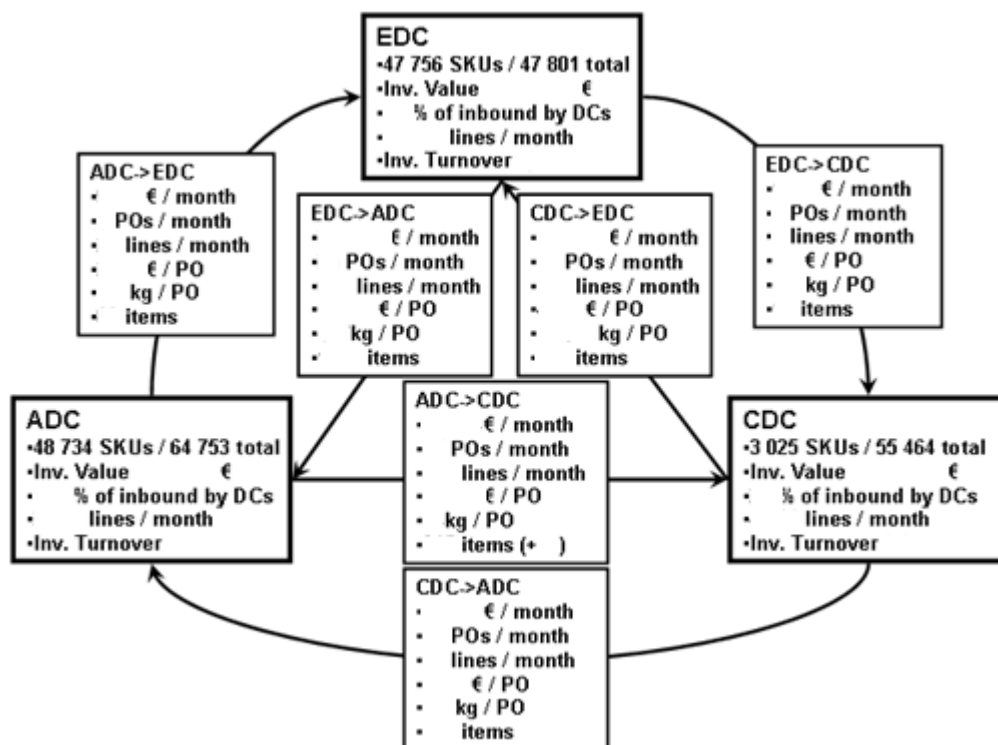 EDC
•47 756 SKUs / 47 801 total
•Inv. Value €
• % of inbound by DCs
• lines / month
•Inv. Turnover
ADC->EDC
• € / month
• POs / month
• lines / month
• € / PO
• kg / PO
• items
EDC->ADC
• € / month
• POs / month
• lines / month
• € / PO
• kg / PO
• items
CDC->EDC
• € / month
• POs / month
• lines / month
• € / PO
• kg / PO
• items
EDC->CDC
• € / month
• POs / month
• lines / month
• € / PO
• kg / PO
• items
ADC
•48 734 SKUs / 64 753 total
•Inv. Value €
• % of inbound by DCs
• lines / month
•Inv. Turnover
ADC->CDC
• € / month
• POs / month
• lines / month
• € / PO
• kg / PO
• items (+ )
CDC
•3 025 SKUs / 55 464 total
•Inv. Value €
• % of inbound by DCs
• lines / month
•Inv. Turnover
CDC->ADC
• € / month
• POs / month
• lines / month
• € / PO
• kg / PO
• items